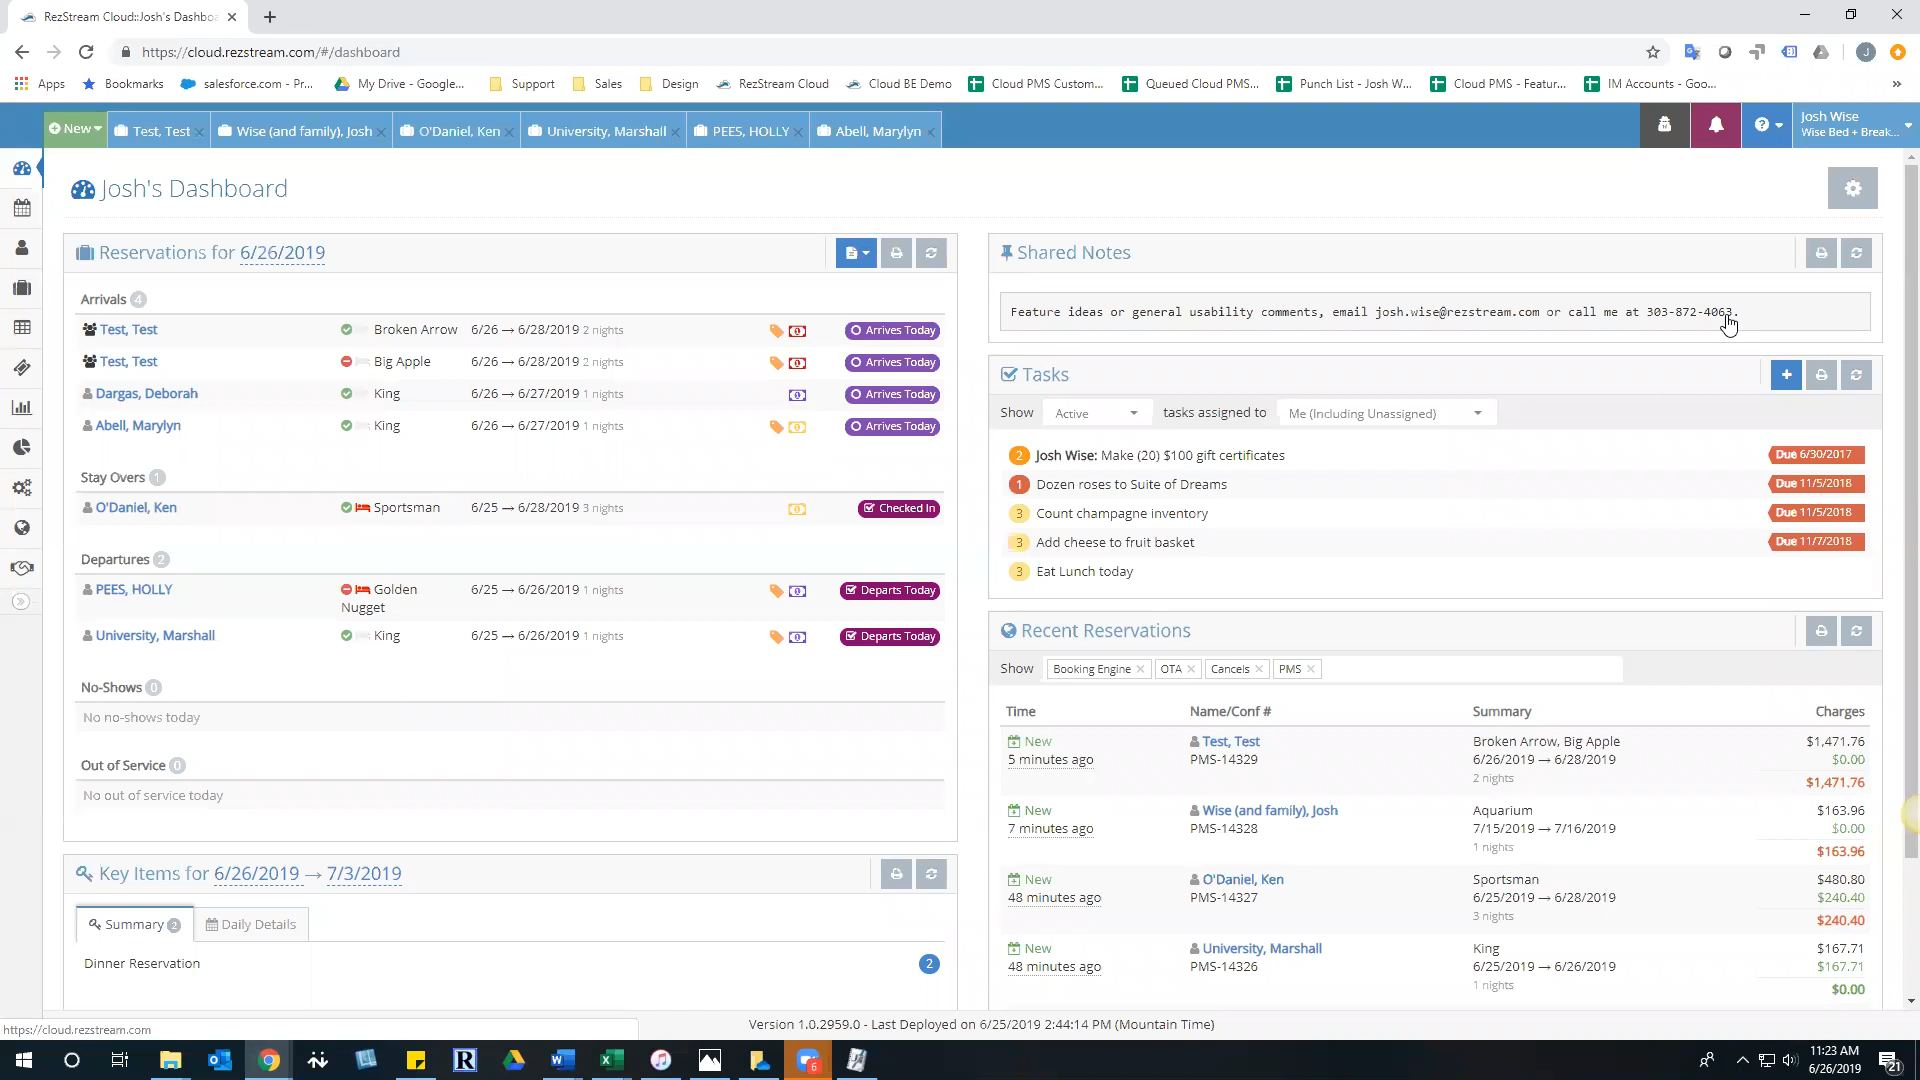 RezStream Cloud::Josh's Dashbo
https://cloud.rezstream.com/#/dashboard
Apps Bookmarks salesforce.com - Pr... My Drive - Google... Support Sales Design RezStream Cloud Cloud BE Demo Cloud PMS Custom... Queued Cloud PMS... Punch List - Josh W... Cloud PMS - Featur... IM Accounts - Goo... »
New Test, Test Wise (and family), Josh O'Daniel, Ken University, Marshall PEES, HOLLY Abell, Marylyn
Josh Wise
Wise Bed + Break...
Josh's Dashboard
Reservations for 6/26/2019
Arrivals 4
Test, Test Broken Arrow 6/26 → 6/28/2019 2 nights Arrives Today
Test, Test Big Apple 6/26 → 6/28/2019 2 nights Arrives Today
Dargas, Deborah King 6/26 → 6/27/2019 1 nights Arrives Today
Abell, Marylyn King 6/26 → 6/27/2019 1 nights Arrives Today
Stay Overs 1
O'Daniel, Ken Sportsman 6/25 → 6/28/2019 3 nights Checked In
Departures 2
PEES, HOLLY Golden 6/25 → 6/26/2019 1 nights Departs Today
Nugget
University, Marshall King 6/25 → 6/26/2019 1 nights Departs Today
No-Shows 0
No no-shows today
Out of Service 0
No out of service today
Key Items for 6/26/2019 → 7/3/2019
Summary 2 Daily Details
Dinner Reservation 2
Shared Notes
Feature ideas or general usability comments, email josh.wise@rezstream.com or call me at 303-872-4063.
Tasks
Show Active tasks assigned to Me (Including Unassigned)
2 Josh Wise: Make (20) $100 gift certificates Due 6/30/2017
1 Dozen roses to Suite of Dreams Due 11/5/2018
3 Count champagne inventory Due 11/5/2018
3 Add cheese to fruit basket Due 11/7/2018
3 Eat Lunch today
Recent Reservations
Show Booking Engine × OTA × Cancels × PMS ×
Time Name/Conf # Summary Charges
New Test, Test Broken Arrow, Big Apple $1,471.76
5 minutes ago PMS-14329 6/26/2019 → 6/28/2019 $0.00
2 nights $1,471.76
New Wise (and family), Josh Aquarium $163.96
7 minutes ago PMS-14328 7/15/2019 → 7/16/2019 $0.00
1 nights $163.96
New O'Daniel, Ken Sportsman $480.80
48 minutes ago PMS-14327 6/25/2019 → 6/28/2019 $240.40
3 nights $240.40
New University, Marshall King $167.71
48 minutes ago PMS-14326 6/25/2019 → 6/26/2019 $167.71
1 nights $0.00
https://cloud.rezstream.com
Version 1.0.2959.0 - Last Deployed on 6/25/2019 2:44:14 PM (Mountain Time)
11:23 AM
6/26/2019
21